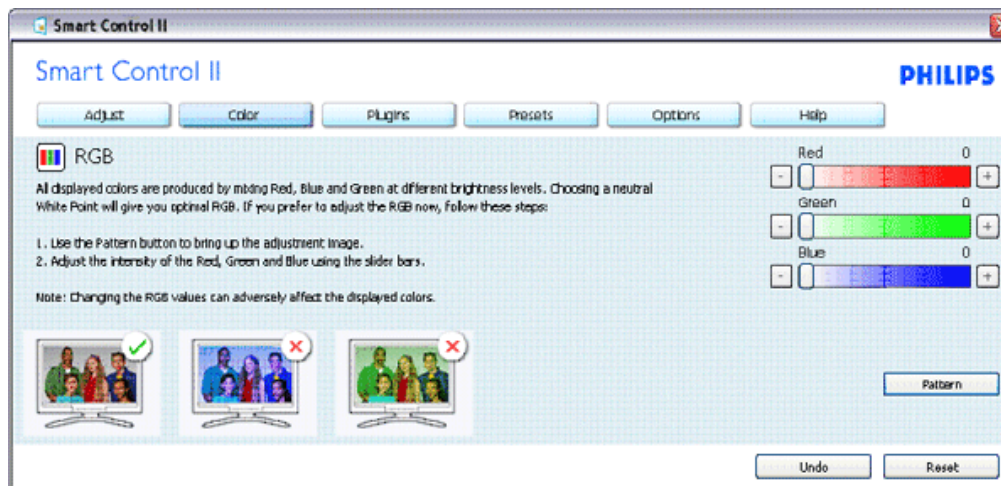 Smart Control II
Smart Control II
PHILIPS
Adjust Color Plugins Presets Options Help
RGB
All displayed colors are produced by mixing Red, Blue and Green at different brightness levels. Choosing a neutral
White Point will give you optimal RGB. If you prefer to adjust the RGB now, follow these steps:
1. Use the Pattern button to bring up the adjustment image.
2. Adjust the intensity of the Red, Green and Blue using the slider bars.
Note: Changing the RGB values can adversely affect the displayed colors.
Red 0
- +
Green 0
- +
Blue 0
- +
Pattern
Undo Reset